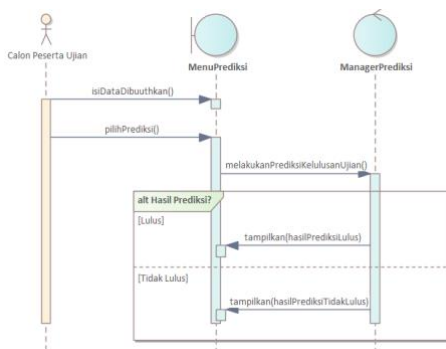 Calon Peserta Ujian
MenuPrediksi
ManagerPrediksi
isiDataDibuuthkan()
pilihPrediksi()
melakukanPrediksiKelulusanUjian()
alt Hasil Prediksi?
[Lulus]
tampilkan(hasilPrediksiLulus)
[Tidak Lulus]
tampilkan(hasilPrediksiTidakLulus)